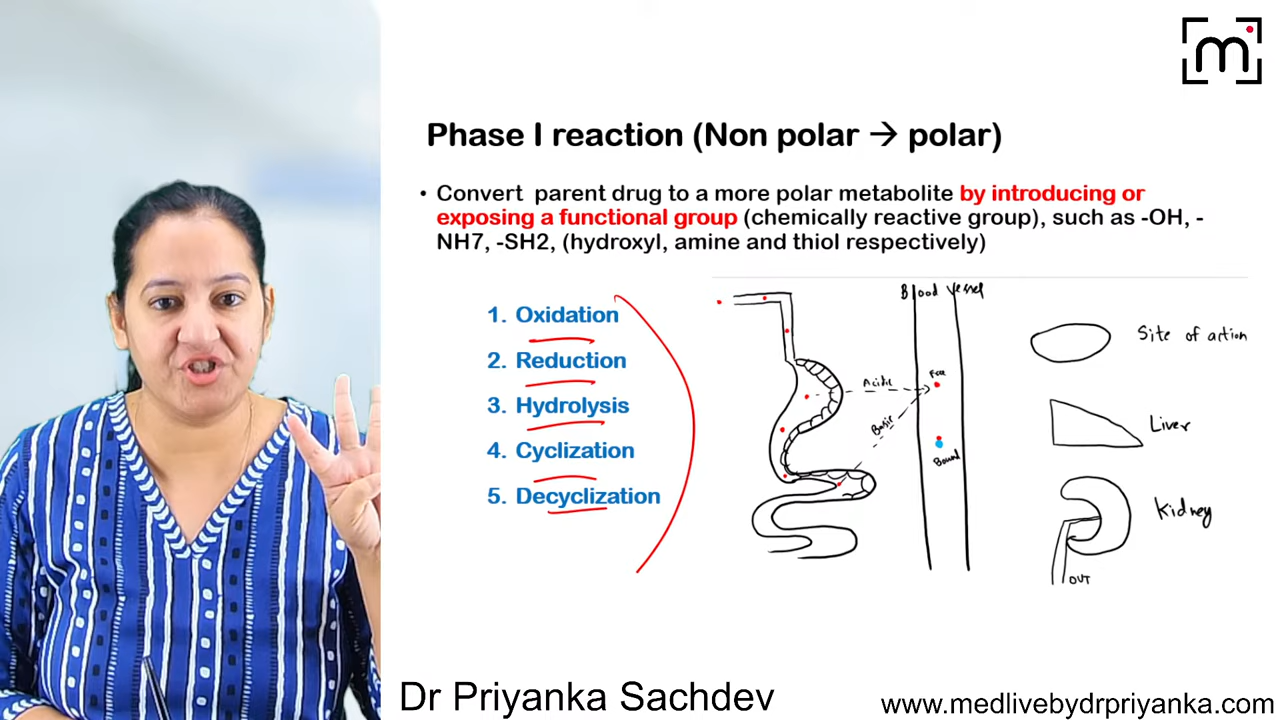 m
Phase I reaction (Non polar → polar)
• Convert parent drug to a more polar metabolite by introducing or
exposing a functional group (chemically reactive group), such as -OH, -
NH7, -SH2, (hydroxyl, amine and thiol respectively)
1. Oxidation
2. Reduction
3. Hydrolysis
4. Cyclization
5. Decyclization
Blood Vessel
Free
Acidic
Basic
Bound
Site of action
Liver
Kidney
OUT
Dr Priyanka Sachdev
www.medlivebydrpriyanka.com